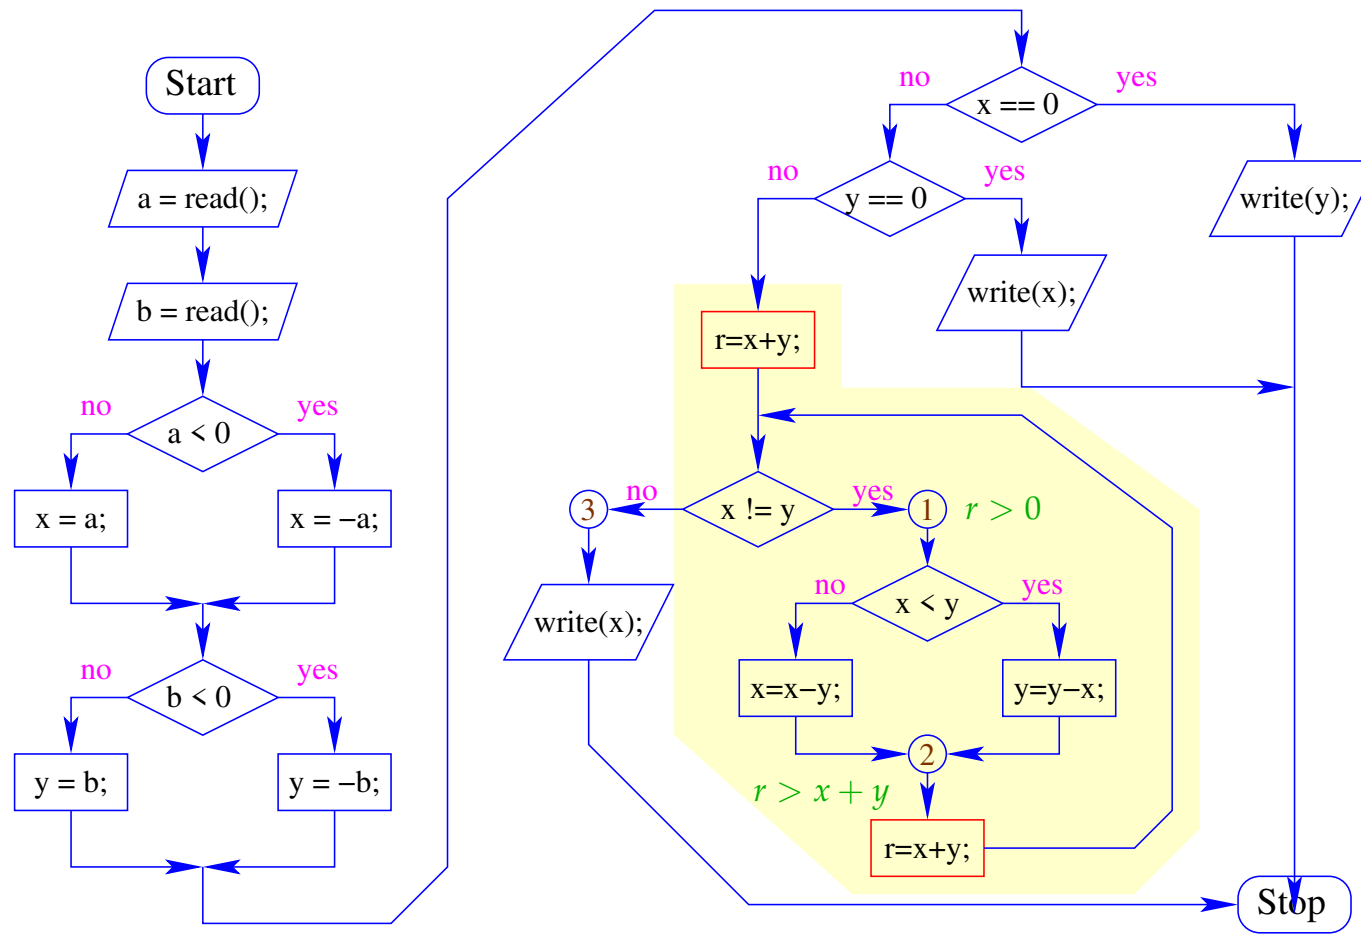 Start
a = read();
b = read();
no
yes
a < 0
x = a;
x = −a;
no
yes
b < 0
y = b;
y = −b;
no
yes
x == 0
no
yes
y == 0
write(y);
write(x);
r=x+y;
no
yes
x != y
3
1
r > 0
write(x);
no
yes
x < y
x=x−y;
y=y−x;
2
r > x + y
r=x+y;
Stop